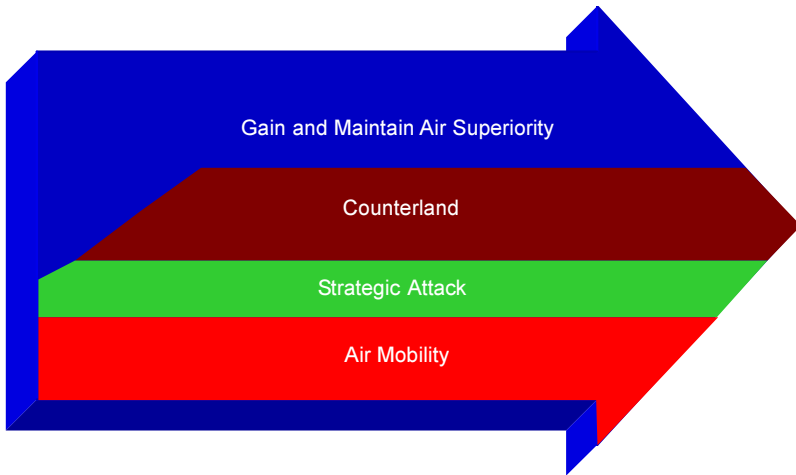 Gain and Maintain Air Superiority
Counterland
Strategic Attack
Air Mobility